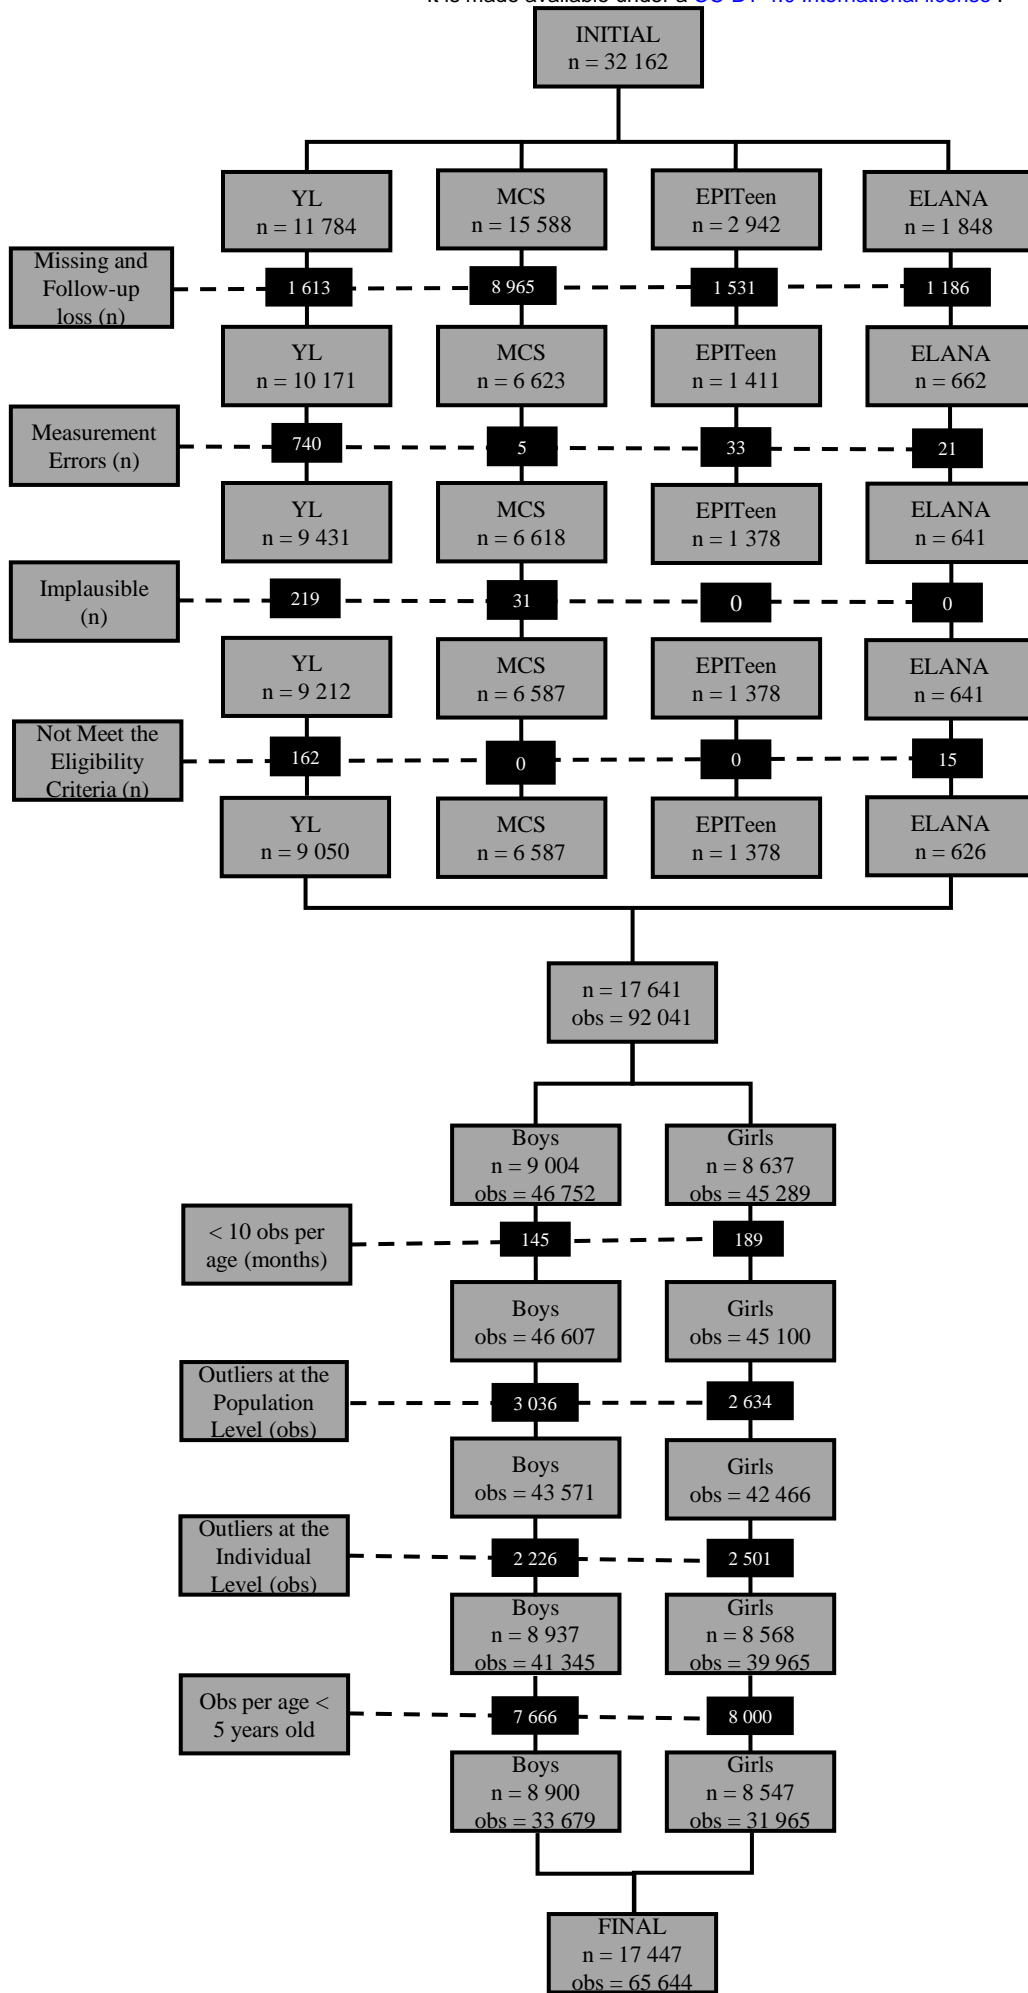 It is made available under a CC-BY 4.0 International license .
INITIAL
n = 32 162
YL
n = 11 784
MCS
n = 15 588
EPITeen
n = 2 942
ELANA
n = 1 848
Missing and
Follow-up
loss (n)
1 613
8 965
1 531
1 186
YL
n = 10 171
MCS
n = 6 623
EPITeen
n = 1 411
ELANA
n = 662
Measurement
Errors (n)
740
5
33
21
YL
n = 9 431
MCS
n = 6 618
EPITeen
n = 1 378
ELANA
n = 641
Implausible
(n)
219
31
0
0
YL
n = 9 212
MCS
n = 6 587
EPITeen
n = 1 378
ELANA
n = 641
Not Meet the
Eligibility
Criteria (n)
162
0
0
15
YL
n = 9 050
MCS
n = 6 587
EPITeen
n = 1 378
ELANA
n = 626
n = 17 641
obs = 92 041
Boys
n = 9 004
obs = 46 752
Girls
n = 8 637
obs = 45 289
< 10 obs per
age (months)
145
189
Boys
obs = 46 607
Girls
obs = 45 100
Outliers at the
Population
Level (obs)
3 036
2 634
Boys
obs = 43 571
Girls
obs = 42 466
Outliers at the
Individual
Level (obs)
2 226
2 501
Boys
n = 8 937
obs = 41 345
Girls
n = 8 568
obs = 39 965
Obs per age <
5 years old
7 666
8 000
Boys
n = 8 900
obs = 33 679
Girls
n = 8 547
obs = 31 965
FINAL
n = 17 447
obs = 65 644